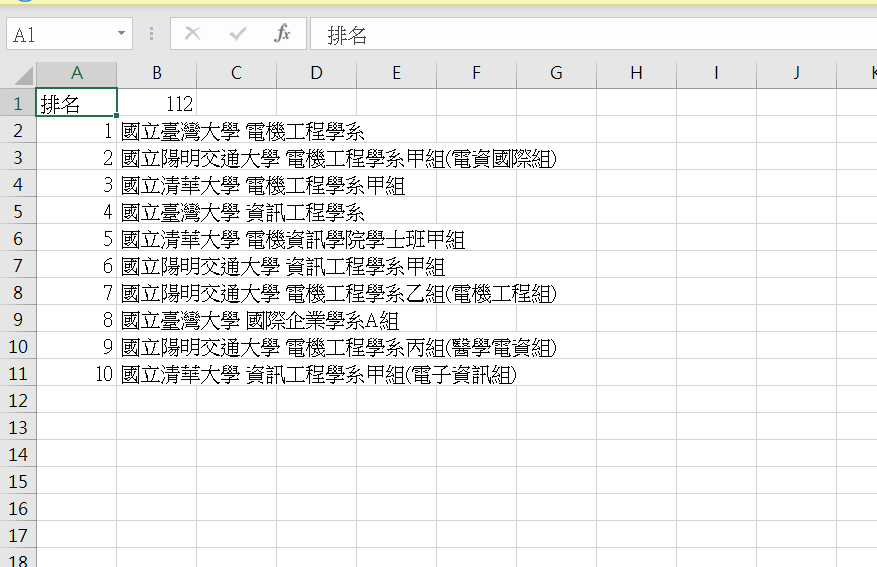 A1 fx 排名
A B C D E F G H I J K
1 排名 112
2 1 國立臺灣大學 電機工程學系
3 2 國立陽明交通大學 電機工程學系甲組(電資國際組)
4 3 國立清華大學 電機工程學系甲組
5 4 國立臺灣大學 資訊工程學系
6 5 國立清華大學 電機資訊學院學士班甲組
7 6 國立陽明交通大學 資訊工程學系甲組
8 7 國立陽明交通大學 電機工程學系乙組(電機工程組)
9 8 國立臺灣大學 國際企業學系A組
10 9 國立陽明交通大學 電機工程學系丙組(醫學電資組)
11 10 國立清華大學 資訊工程學系甲組(電子資訊組)
12
13
14
15
16
17
18